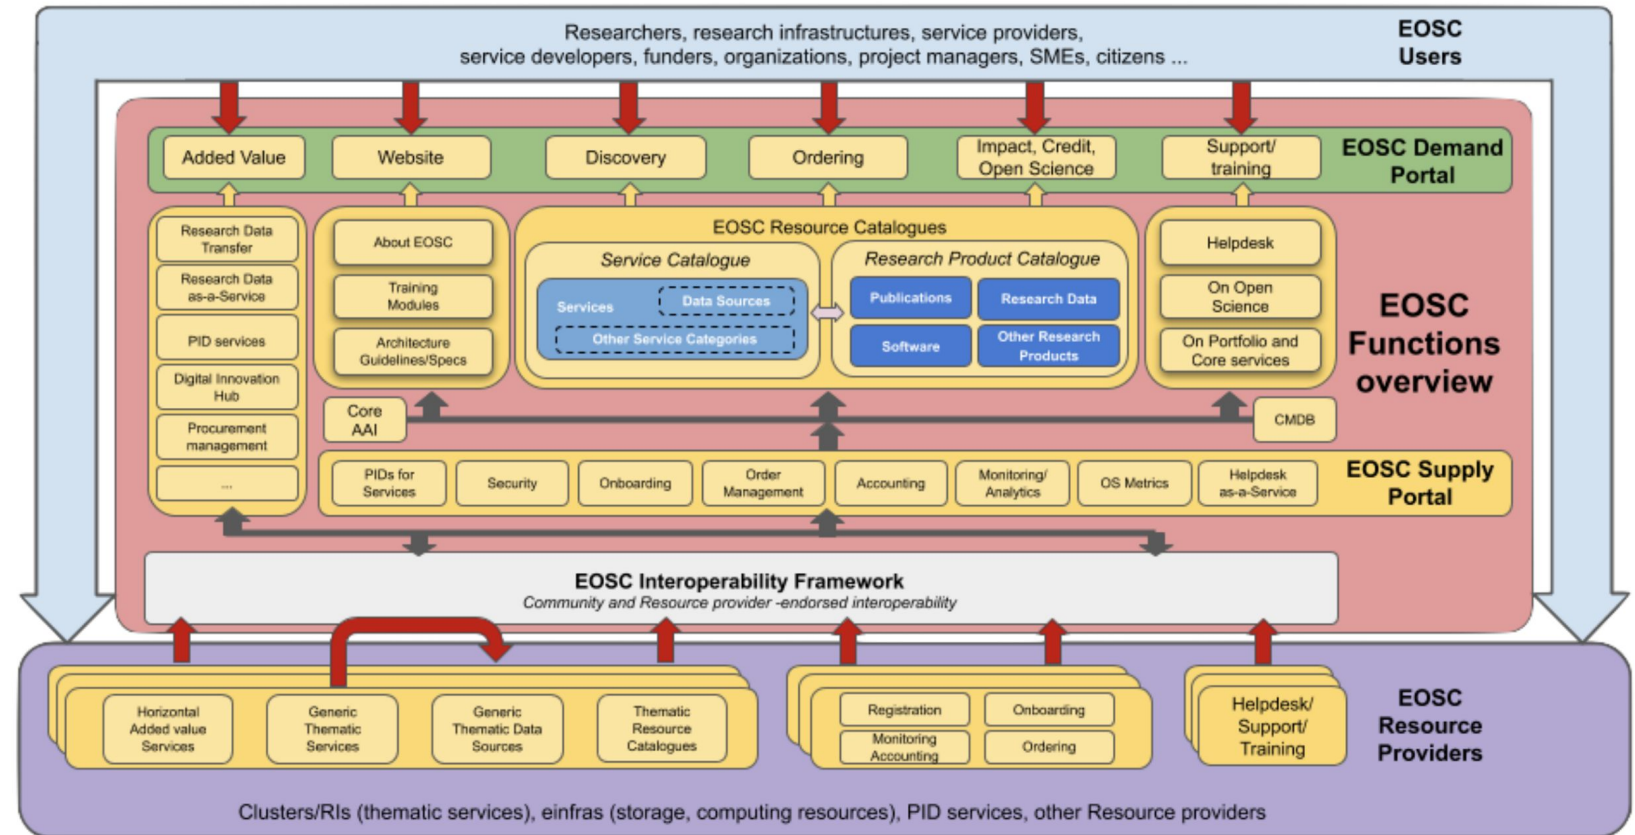 Researchers, research infrastructures, service providers,
service developers, funders, organizations, project managers, SMEs, citizens ...
EOSC
Users
Added Value
Website
Discovery
Ordering
Impact, Credit,
Open Science
Support/
training
EOSC Demand
Portal
Research Data
Transfer
Research Data
as-a-Service
PID services
Digital Innovation
Hub
Procurement
management
...
About EOSC
Training
Modules
Architecture
Guidelines/Specs
EOSC Resource Catalogues
Service Catalogue
Services
Data Sources
Other Service Categories
Research Product Catalogue
Publications
Research Data
Software
Other Research
Products
Helpdesk
On Open
Science
On Portfolio and
Core services
EOSC
Functions
overview
Core
AAI
CMDB
PIDs for
Services
Security
Onboarding
Order
Management
Accounting
Monitoring/
Analytics
OS Metrics
Helpdesk
as-a-Service
EOSC Supply
Portal
EOSC Interoperability Framework
Community and Resource provider -endorsed interoperability
Horizontal
Added value
Services
Generic
Thematic
Services
Generic
Thematic Data
Sources
Thematic
Resource
Catalogues
Registration
Onboarding
Monitoring
Accounting
Ordering
Helpdesk/
Support/
Training
EOSC
Resource
Providers
Clusters/RIs (thematic services), einfras (storage, computing resources), PID services, other Resource providers